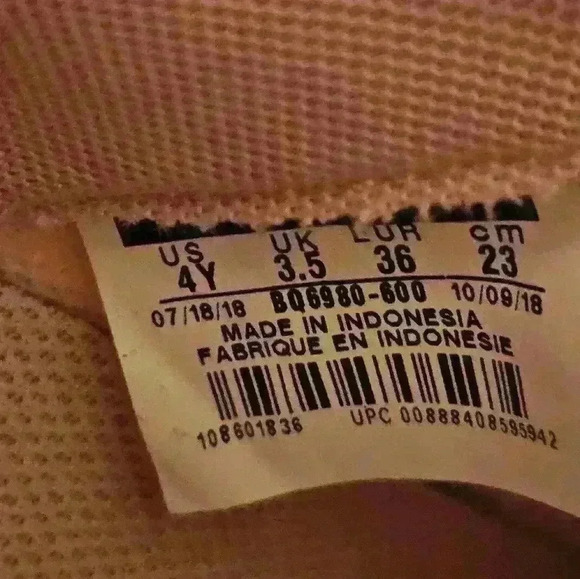 US UK EUR cm
4Y 3.5 36 23
07/18/18 BQ6980-600 10/09/18
MADE IN INDONESIA
FABRIQUE EN INDONESIE
108601836 UPC 00888408595942